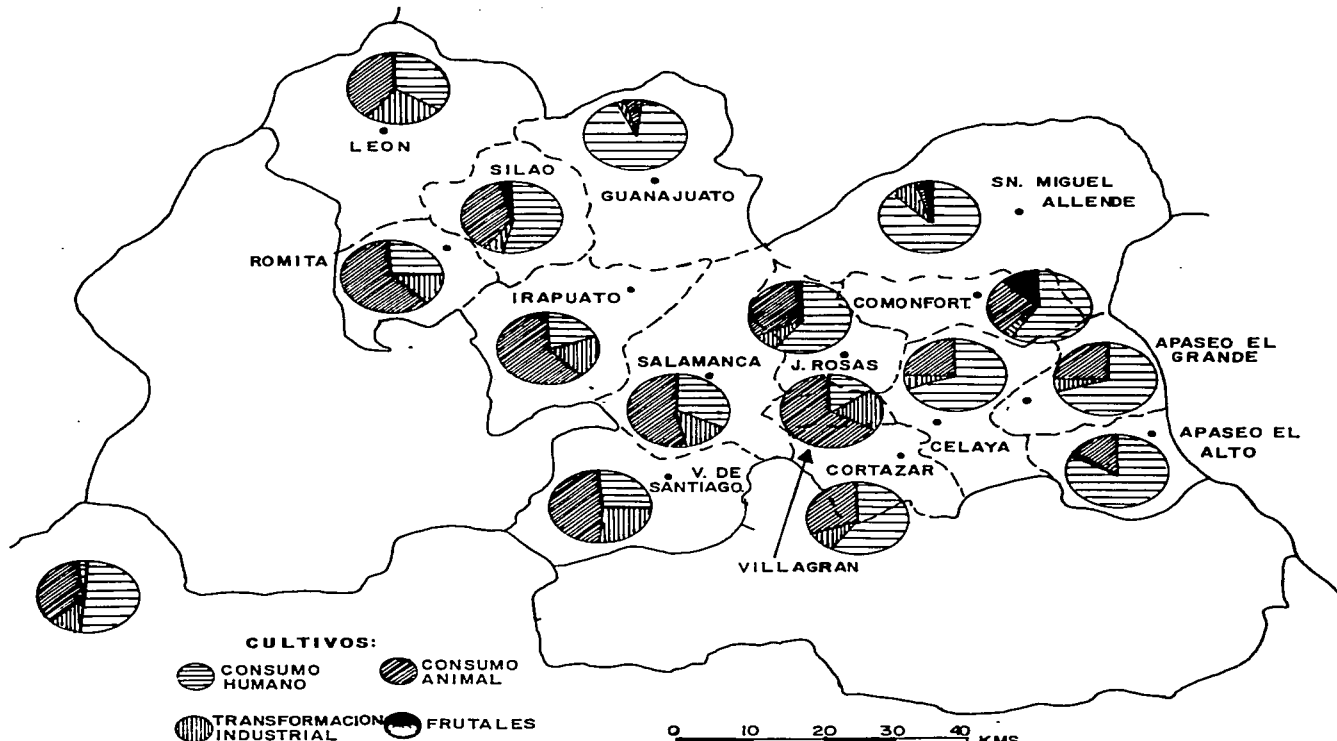 LEON
SILAO
GUANAJUATO
SN. MIGUEL
ALLENDE
ROMITA
IRAPUATO
COMONFORT.
SALAMANCA
J. ROSAS
APASEO EL
GRANDE
CELAYA
APASEO EL
ALTO
V. DE
SANTIAGO
CORTAZAR
VILLAGRAN
CULTIVOS:
CONSUMO
HUMANO
CONSUMO
ANIMAL
TRANSFORMACION
INDUSTRIAL
FRUTALES
0 10 20 30 40
KMS